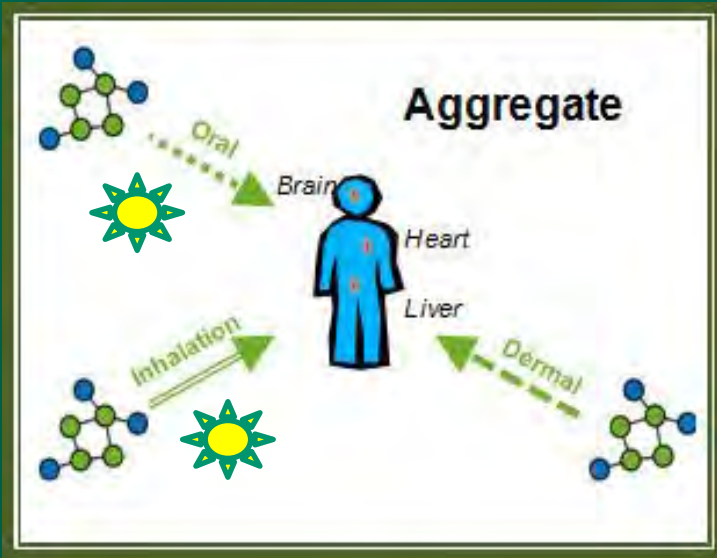 Aggregate
Oral
Brain
Heart
Liver
Inhalation
Dermal